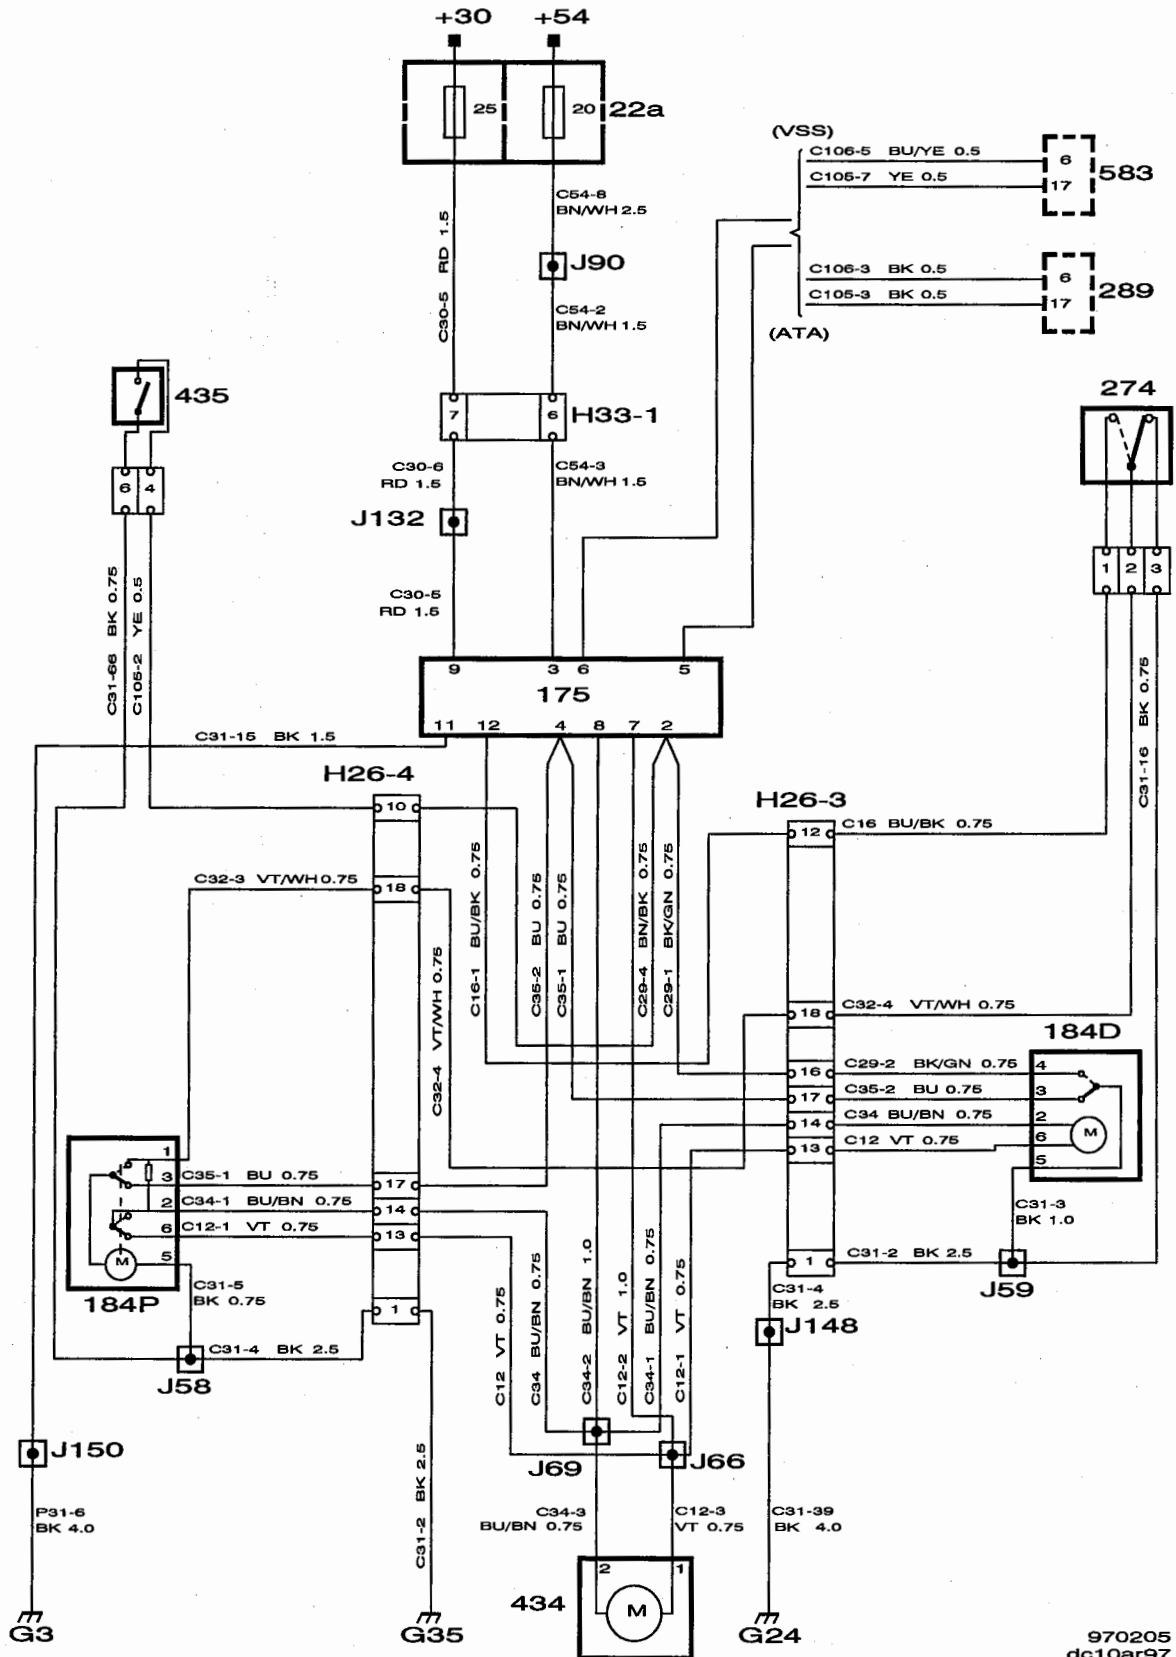 +30 +54
25 20 22a
(VSS)
C106-5 BU/YE 0.5 6
C105-7 YE 0.5 17 583
C54-8
BN/WH 2.5
RD 1.5
C30-5
J90
C106-3 BK 0.5 6
C105-3 BK 0.5 17 289
(ATA)
C54-2
BN/WH 1.5
435
274
7 6 H33-1
C30-6
RD 1.5
C54-3
BN/WH 1.5
6 4
J132
1 2 3
C31-66 BK 0.75
C105-2 YE 0.5
C30-5
RD 1.5
9 3 6 5
175
11 12 4 8 7 2
C31-16 BK 0.75
C31-15 BK 1.5
H26-4
H26-3
10
12 C16 BU/BK 0.75
C32-3 VT/WH 0.75 18
C32-4 VT/WH 0.75
C16-1 BU/BK 0.75
C35-2 BU 0.75
C35-1 BU 0.75
C29-4 BN/BK 0.75
C29-1 BK/GN 0.75
18 C32-4 VT/WH 0.75
184D
16 C29-2 BK/GN 0.75 4
17 C35-2 BU 0.75 3
14 C34 BU/BN 0.75 2
13 C12 VT 0.75 6
5
M
1
3 C35-1 BU 0.75 17
2 C34-1 BU/BN 0.75 14
6 C12-1 VT 0.75 13
5
M
184P
C31-5
BK 0.75
C31-3
BK 1.0
1 C31-2 BK 2.5
J59
C31-4
BK 2.5
J148
1
C31-4 BK 2.5
J58
C12 VT 0.75
C34 BU/BN 0.75
C34-2 BU/BN 1.0
C12-2 VT 1.0
C34-1 BU/BN 0.75
C12-1 VT 0.75
J150
J69
J66
C31-2 BK 2.5
P31-6
BK 4.0
C34-3
BU/BN 0.75
C12-3
VT 0.75
C31-39
BK 4.0
2 1
434
M
G3 G35 G24
970205
dc10ar97